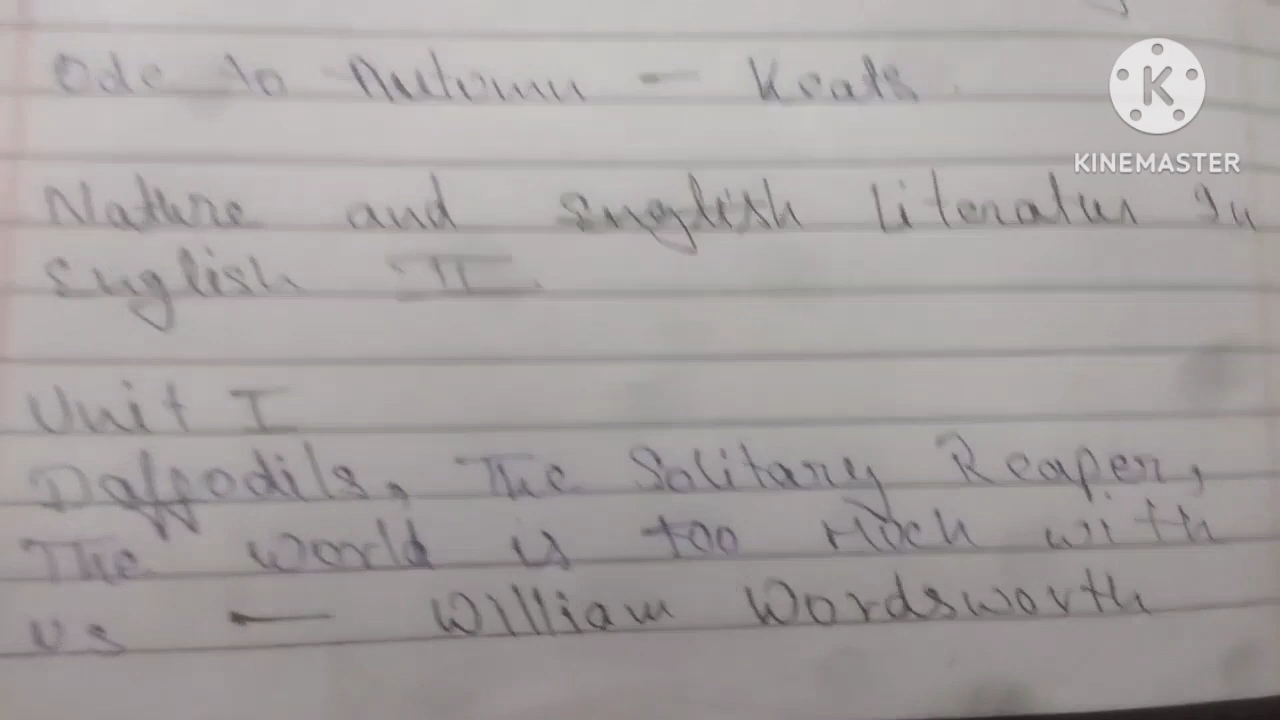 Ode to Autumn - Keats.
K
KINEMASTER
Nature and English Literatur In
English II.
Unit I
Daffodils, The Solitary Reaper,
The World is too Much with
us - William Wordsworth